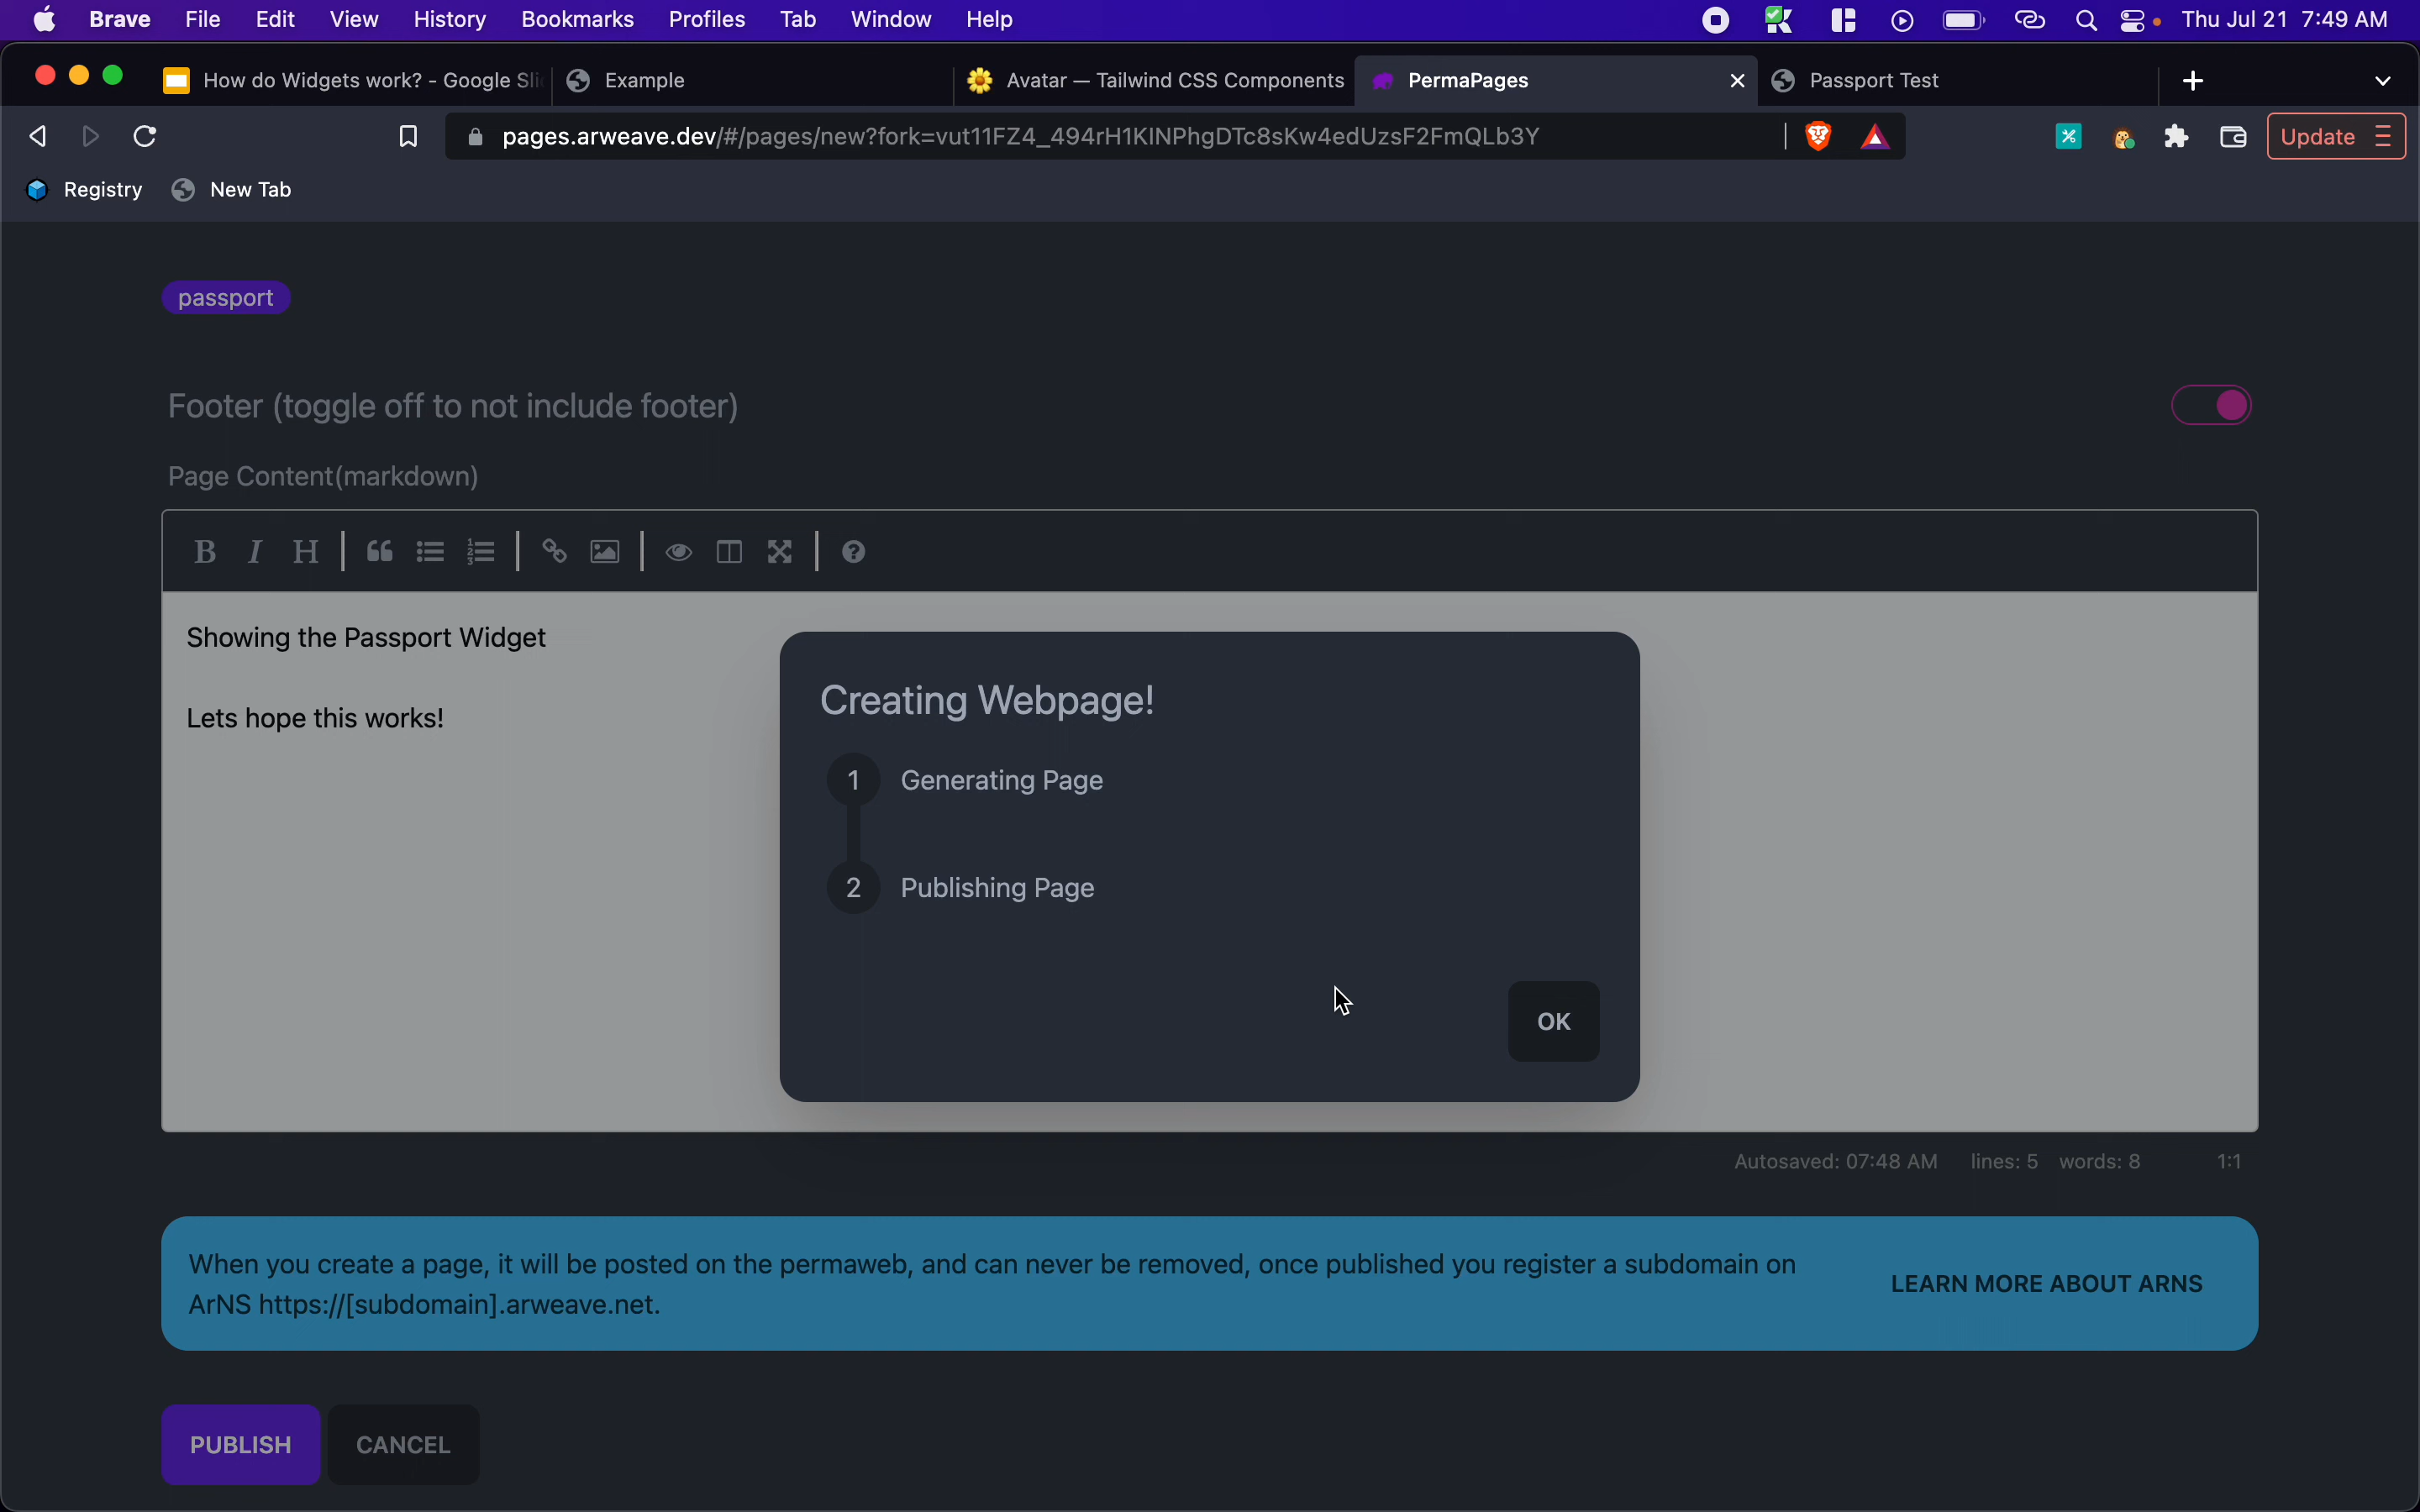 Brave File Edit View History Bookmarks Profiles Tab Window Help Thu Jul 21 7:49 AM
How do Widgets work? - Google Sli Example Avatar — Tailwind CSS Components PermaPages Passport Test
pages.arweave.dev/#/pages/new?fork=vut11FZ4_494rH1KINPhgDTc8sKw4edUzsF2FmQLb3Y Update
Registry New Tab
passport
Footer (toggle off to not include footer)
Page Content(markdown)
B I H
Showing the Passport Widget
Lets hope this works!
Creating Webpage!
1 Generating Page
2 Publishing Page
OK
Autosaved: 07:48 AM lines: 5 words: 8 1:1
When you create a page, it will be posted on the permaweb, and can never be removed, once published you register a subdomain on
ArNS https://[subdomain].arweave.net.
LEARN MORE ABOUT ARNS
PUBLISH CANCEL